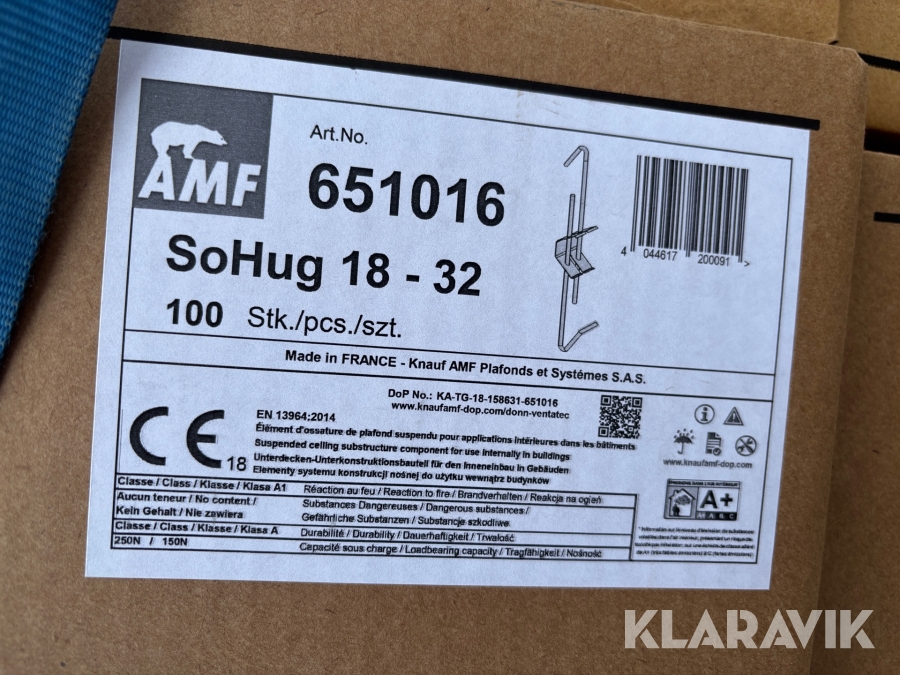 AMF
Art.No.
651016
SoHug 18 - 32
100 Stk./pcs./szt.
4 044617 200091 >
Made in FRANCE - Knauf AMF Plafonds et Systémes S.A.S.
DoP No.: KA-TG-18-158631-651016
www.knaufamf-dop.com/donn-ventatec
CE 18
EN 13964:2014
Élément d'ossature de plafond suspendu pour applications intérieures dans les bâtiments
Suspended ceiling substructure component for use internally in buildings
Unterdecken-Unterkonstruktionsbauteil für den Inneneinbau in Gebäuden
Elementy systemu konstrukcji nośnej do użytku wewnątrz budynków
www.knaufamf-dop.com
Classe / Class / Klasse / Klasa A1 Réaction au feu / Reaction to fire / Brandverhalten / Reakcja na ogień
Aucun teneur / No content / Substances Dangereuses / Dangerous substances /
Kein Gehalt / Nie zawiera Gefährliche Substanzen / Substancje szkodliwe
Classe / Class / Klasse / Klasa A Durabilité / Durability / Dauerhaftigkeit / Trwałość
250N / 150N Capacité sous charge / Loadbearing capacity / Tragfähigkeit / Nośność
A+
KLARAVIK